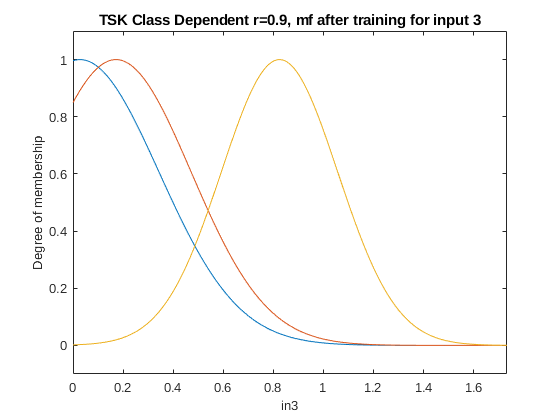 TSK Class Dependent r=0.9, mf after training for input 3
Degree of membership
1
0.8
0.6
0.4
0.2
0
0 0.2 0.4 0.6 0.8 1 1.2 1.4 1.6
in3